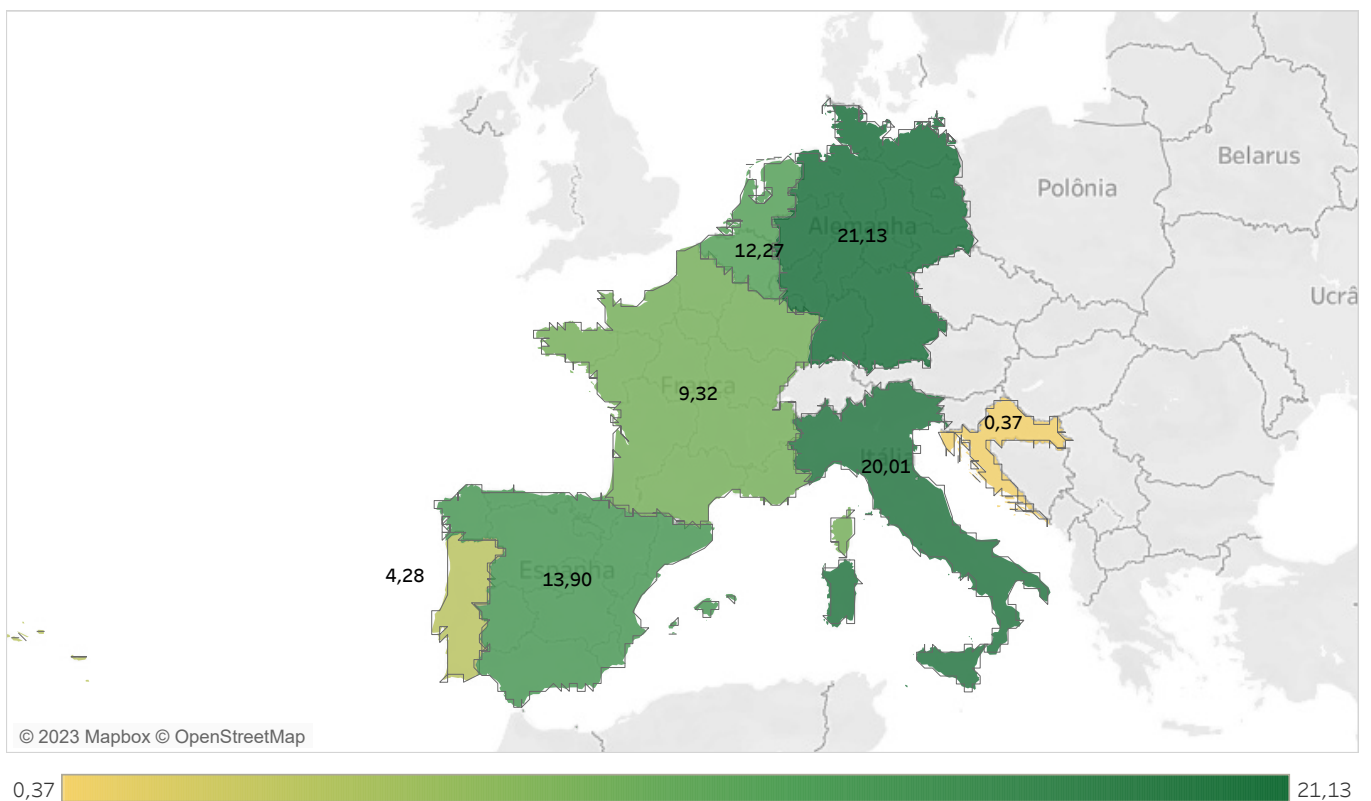 Belarus
Polônia
Alemanha
21,13
12,27
Ucrâ
França
9,32
0,37
Itália
20,01
4,28
Espanha
13,90
© 2023 Mapbox © OpenStreetMap
0,37
21,13